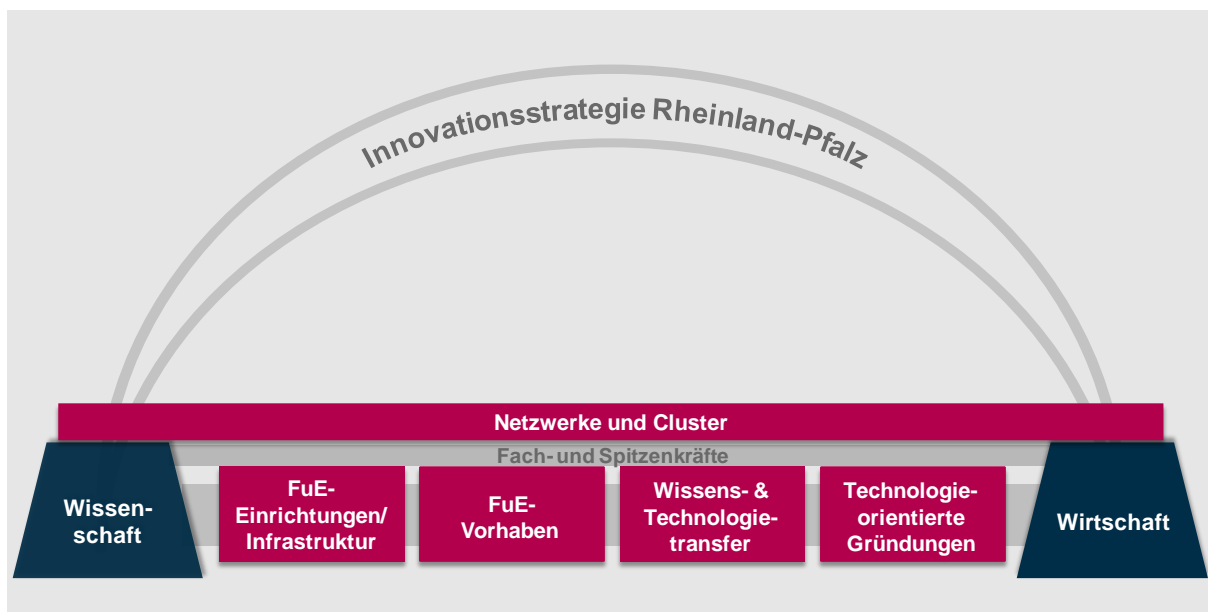 Innovationsstrategie Rheinland-Pfalz
Netzwerke und Cluster
Fach- und Spitzenkräfte
Wissen-
schaft
FuE-
Einrichtungen/
Infrastruktur
FuE-
Vorhaben
Wissens- &
Technologie-
transfer
Technologie-
orientierte
Gründungen
Wirtschaft